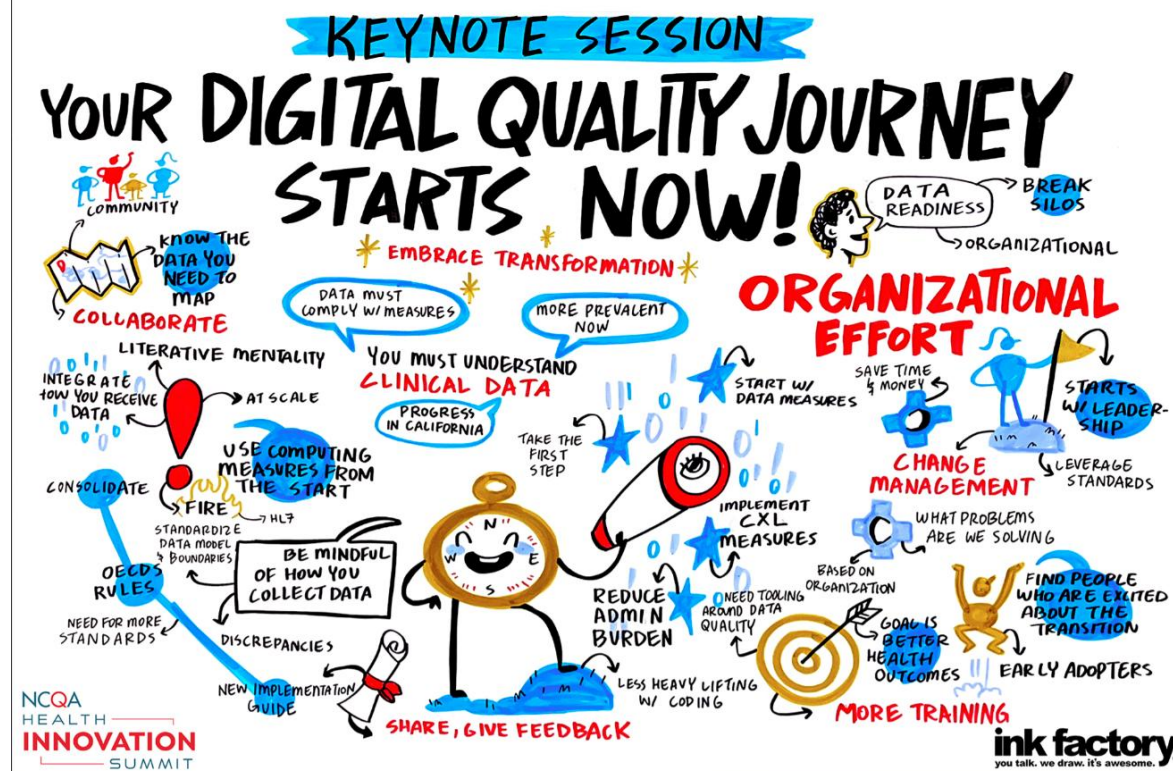 KEYNOTE SESSION
YOUR DIGITAL QUALITY JOURNEY
STARTS NOW!
COMMUNITY
KNOW THE
DATA YOU
NEED TO
MAP
COLLABORATE
EMBRACE TRANSFORMATION
DATA MUST
COMPLY W/ MEASURES
MORE PREVALENT
NOW
YOU MUST UNDERSTAND
CLINICAL DATA
PROGRESS
IN CALIFORNIA
DATA
READINESS
BREAK
SILOS
ORGANIZATIONAL
ORGANIZATIONAL
EFFORT
LITERATIVE MENTALITY
INTEGRATE
HOW YOU RECEIVE
DATA
AT SCALE
USE COMPUTING
MEASURES FROM
THE START
CONSOLIDATE
FIRE
HL7
STANDARDIZE
DATA MODEL
& BOUNDARIES
OECDS
RULES
BE MINDFUL
OF HOW YOU
COLLECT DATA
NEED FOR MORE
STANDARDS
DISCREPANCIES
NEW IMPLEMENTATION
GUIDE
SHARE, GIVE FEEDBACK
N
W E
S
TAKE THE
FIRST
STEP
START W/
DATA MEASURES
IMPLEMENT
CXL
MEASURES
REDUCE
ADMIN
BURDEN
NEED TOOLING
AROUND DATA
QUALITY
LESS HEAVY LIFTING
W/ CODING
SAVE TIME
& MONEY
STARTS
W/ LEADER-
SHIP
CHANGE
MANAGEMENT
LEVERAGE
STANDARDS
WHAT PROBLEMS
ARE WE SOLVING
BASED ON
ORGANIZATION
GOAL IS
BETTER
HEALTH
OUTCOMES
FIND PEOPLE
WHO ARE EXCITED
ABOUT THE
TRANSITION
EARLY ADOPTERS
MORE TRAINING
NCQA
HEALTH
INNOVATION
SUMMIT
ink factory
you talk. we draw. it's awesome.